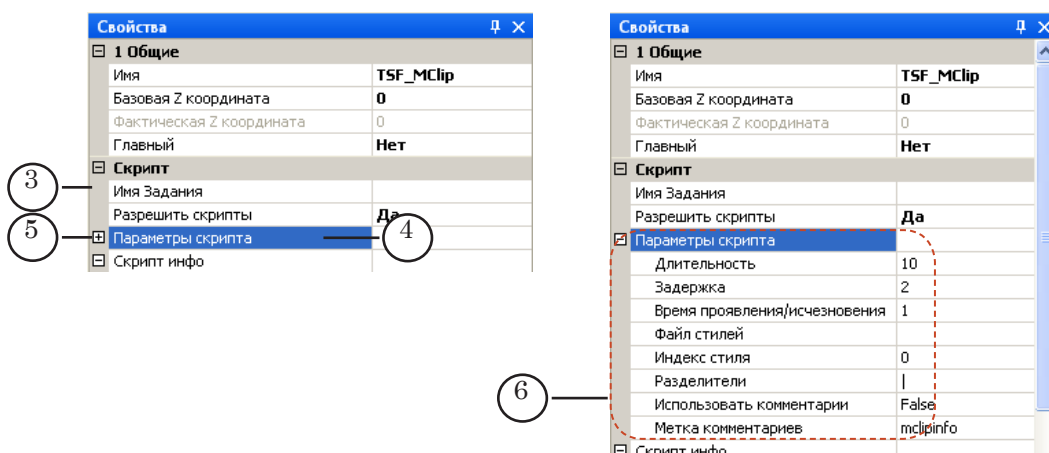 Свойства
1 Общие
Имя TSF_MClip
Базовая Z координата 0
Фактическая Z координата 0
Главный Нет
Скрипт
3
Имя Задания
Разрешить скрипты Да
5
Параметры скрипта
4
Скрипт инфо
Свойства
1 Общие
Имя TSF_MClip
Базовая Z координата 0
Фактическая Z координата 0
Главный Нет
Скрипт
Имя Задания
Разрешить скрипты Да
Параметры скрипта
Длительность 10
Задержка 2
Время проявления/исчезновения 1
Файл стилей
Индекс стиля 0
Разделители |
6
Использовать комментарии False
Метка комментариев mclipinfo
Скрипт инфо